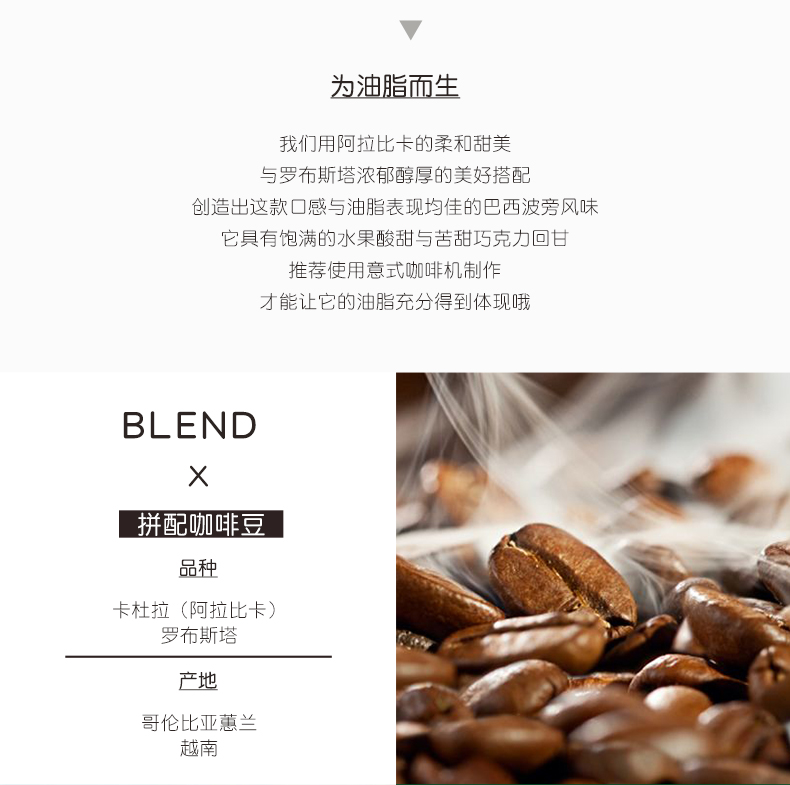 为油脂而生
我们用阿拉比卡的柔和甜美
与罗布斯塔浓郁醇厚的美好搭配
创造出这款口感与油脂表现均佳的巴西波旁风味
它具有饱满的水果酸甜与苦甜巧克力回甘
推荐使用意式咖啡机制作
才能让它的油脂充分得到体现哦
BLEND
X
拼配咖啡豆
品种
卡杜拉（阿拉比卡）
罗布斯塔
产地
哥伦比亚蕙兰
越南